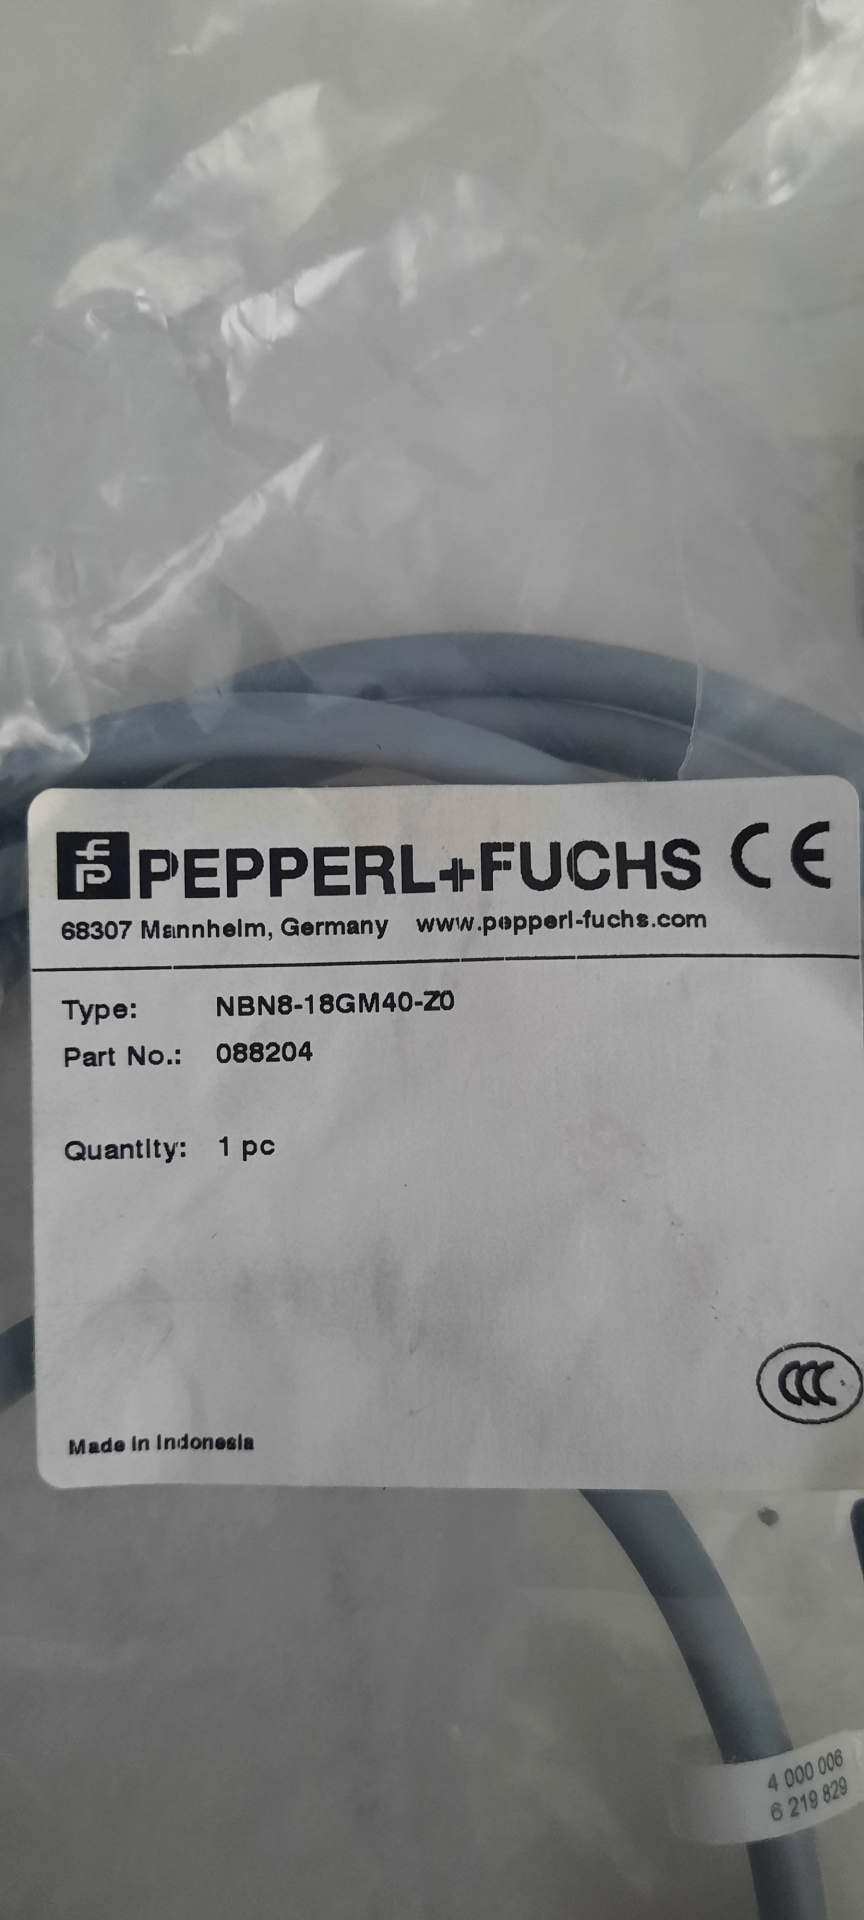 PEPPERL+FUCHS CE
68307 Mannheim, Germany www.pepperl-fuchs.com
Type: NBN8-18GM40-Z0
Part No.: 088204
Quantity: 1 pc
CCC
Made in Indonesia
4 000 006
6 219 829